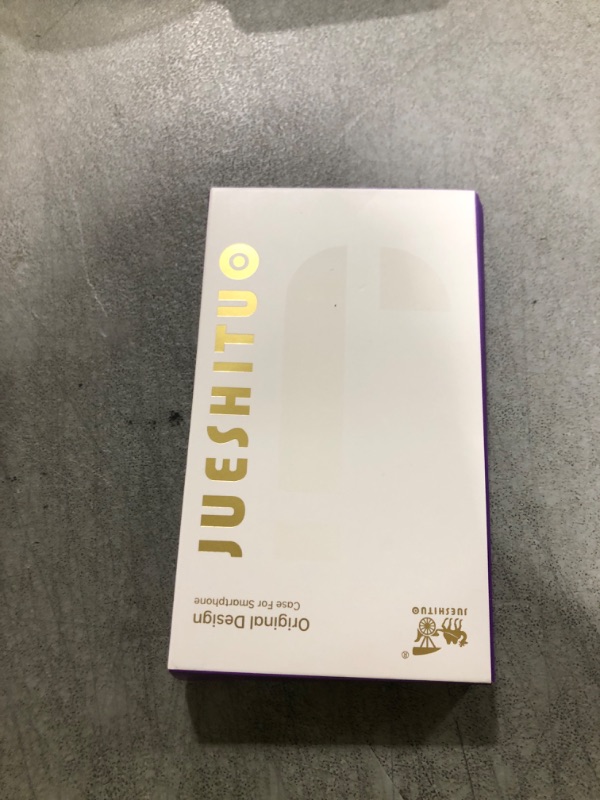 JUESHITUO
Original Design
Case For Smartphone
®
JUESHITUO